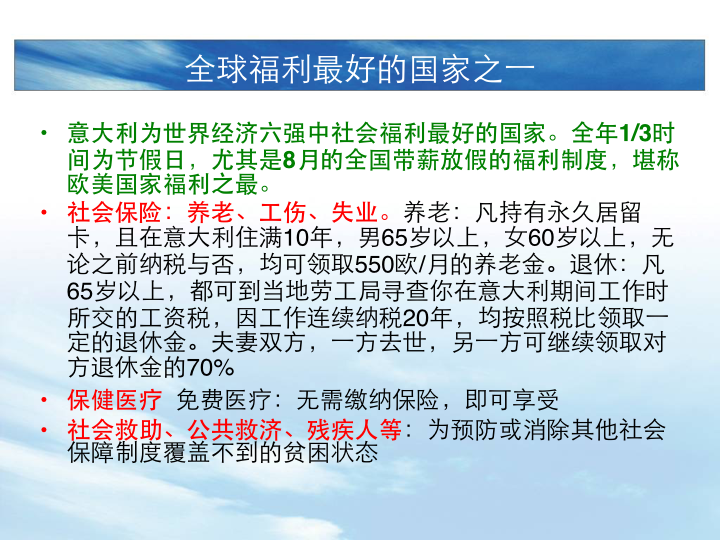 全球福利最好的国家之一
• 意大利为世界经济六强中社会福利最好的国家。全年1/3时
间为节假日，尤其是8月的全国带薪放假的福利制度，堪称
欧美国家福利之最。
• 社会保险：养老、工伤、失业。养老：凡持有永久居留
卡，且在意大利住满10年，男65岁以上，女60岁以上，无
论之前纳税与否，均可领取550欧/月的养老金。退休：凡
65岁以上，都可到当地劳工局寻查你在意大利期间工作时
所交的工资税，因工作连续纳税20年，均按照税比领取一
定的退休金。夫妻双方，一方去世，另一方可继续领取对
方退休金的70%
• 保健医疗 免费医疗：无需缴纳保险，即可享受
• 社会救助、公共救济、残疾人等：为预防或消除其他社会
保障制度覆盖不到的贫困状态